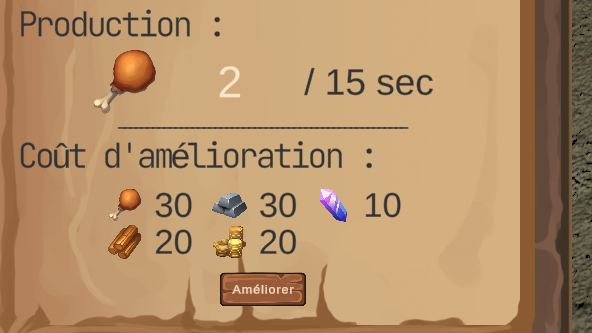 Production :
2 / 15 sec
Coût d'amélioration :
30 30 10
20 20
Améliorer